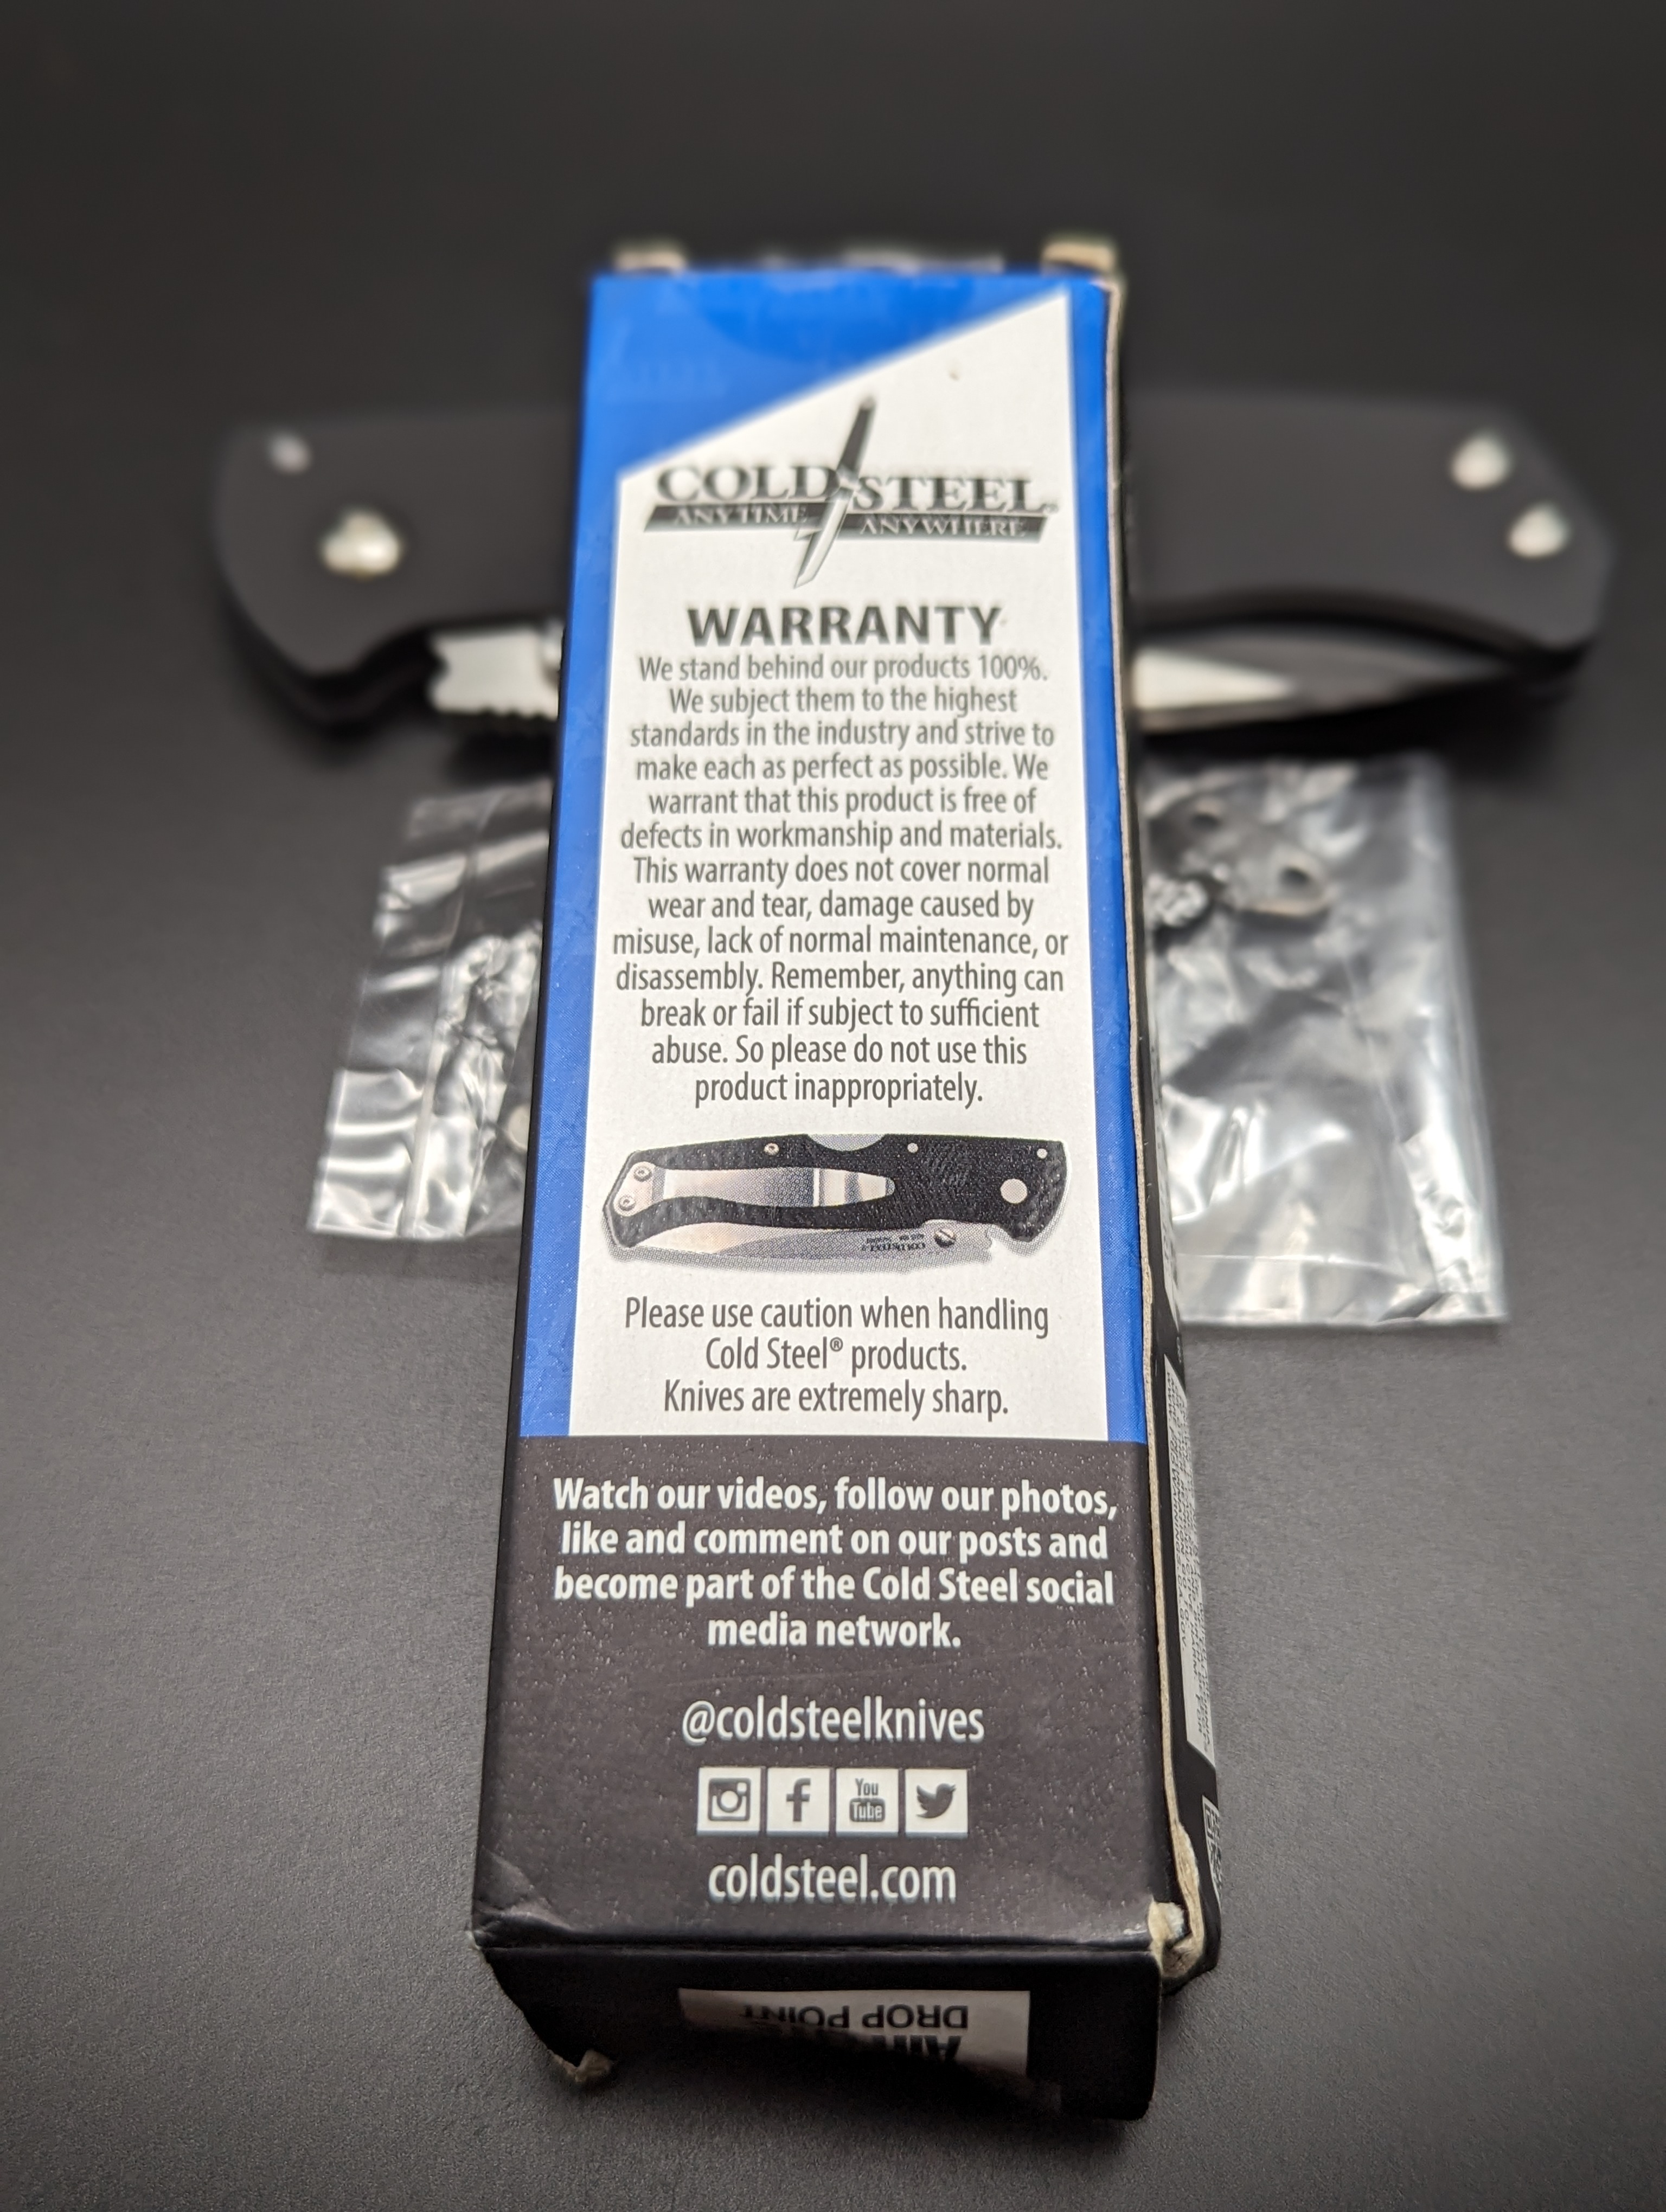 COLD STEEL®
ANYTIME ANYWHERE
WARRANTY
We stand behind our products 100%.
We subject them to the highest
standards in the industry and strive to
make each as perfect as possible. We
warrant that this product is free of
defects in workmanship and materials.
This warranty does not cover normal
wear and tear, damage caused by
misuse, lack of normal maintenance, or
disassembly. Remember, anything can
break or fail if subject to sufficient
abuse. So please do not use this
product inappropriately.
COLD STEEL
Please use caution when handling
Cold Steel® products.
Knives are extremely sharp.
Watch our videos, follow our photos,
like and comment on our posts and
become part of the Cold Steel social
media network.
@coldsteelknives
You
Tube
coldsteel.com
DROP POINT